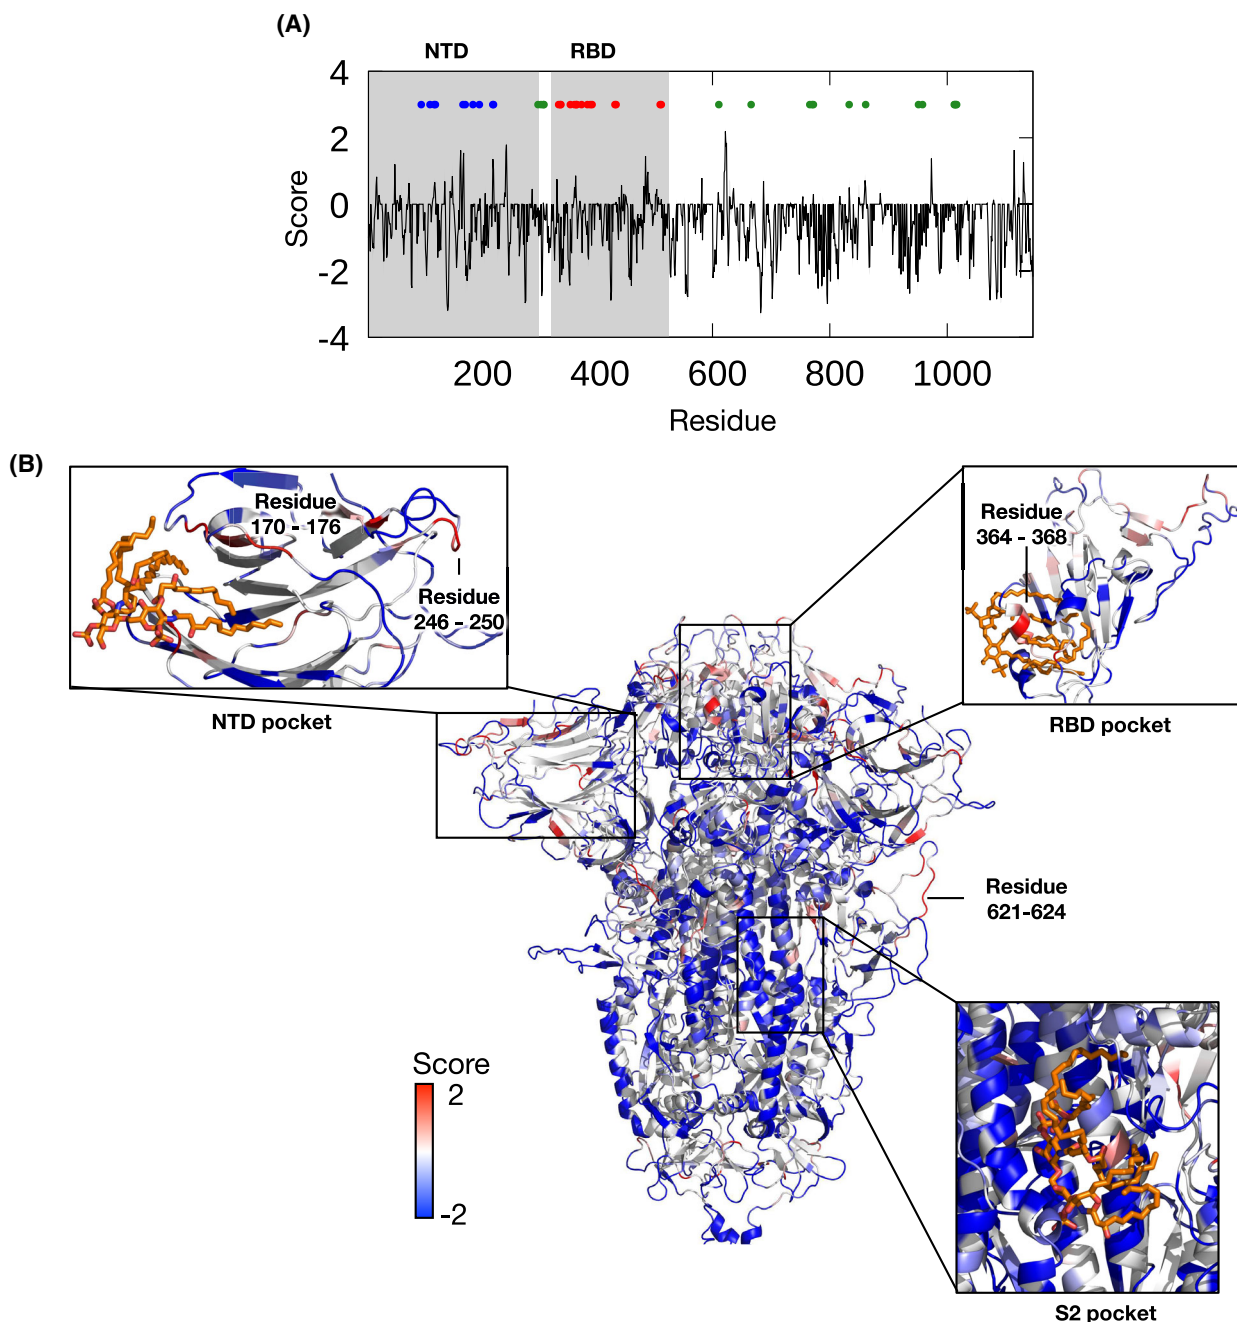 (A)
NTD RBD
4
2
0
-2
-4
Score
200 400 600 800 1000
Residue
(B)
Residue
170 - 176
Residue
246 - 250
NTD pocket
Residue
364 - 368
RBD pocket
Residue
621-624
Score
2
-2
S2 pocket